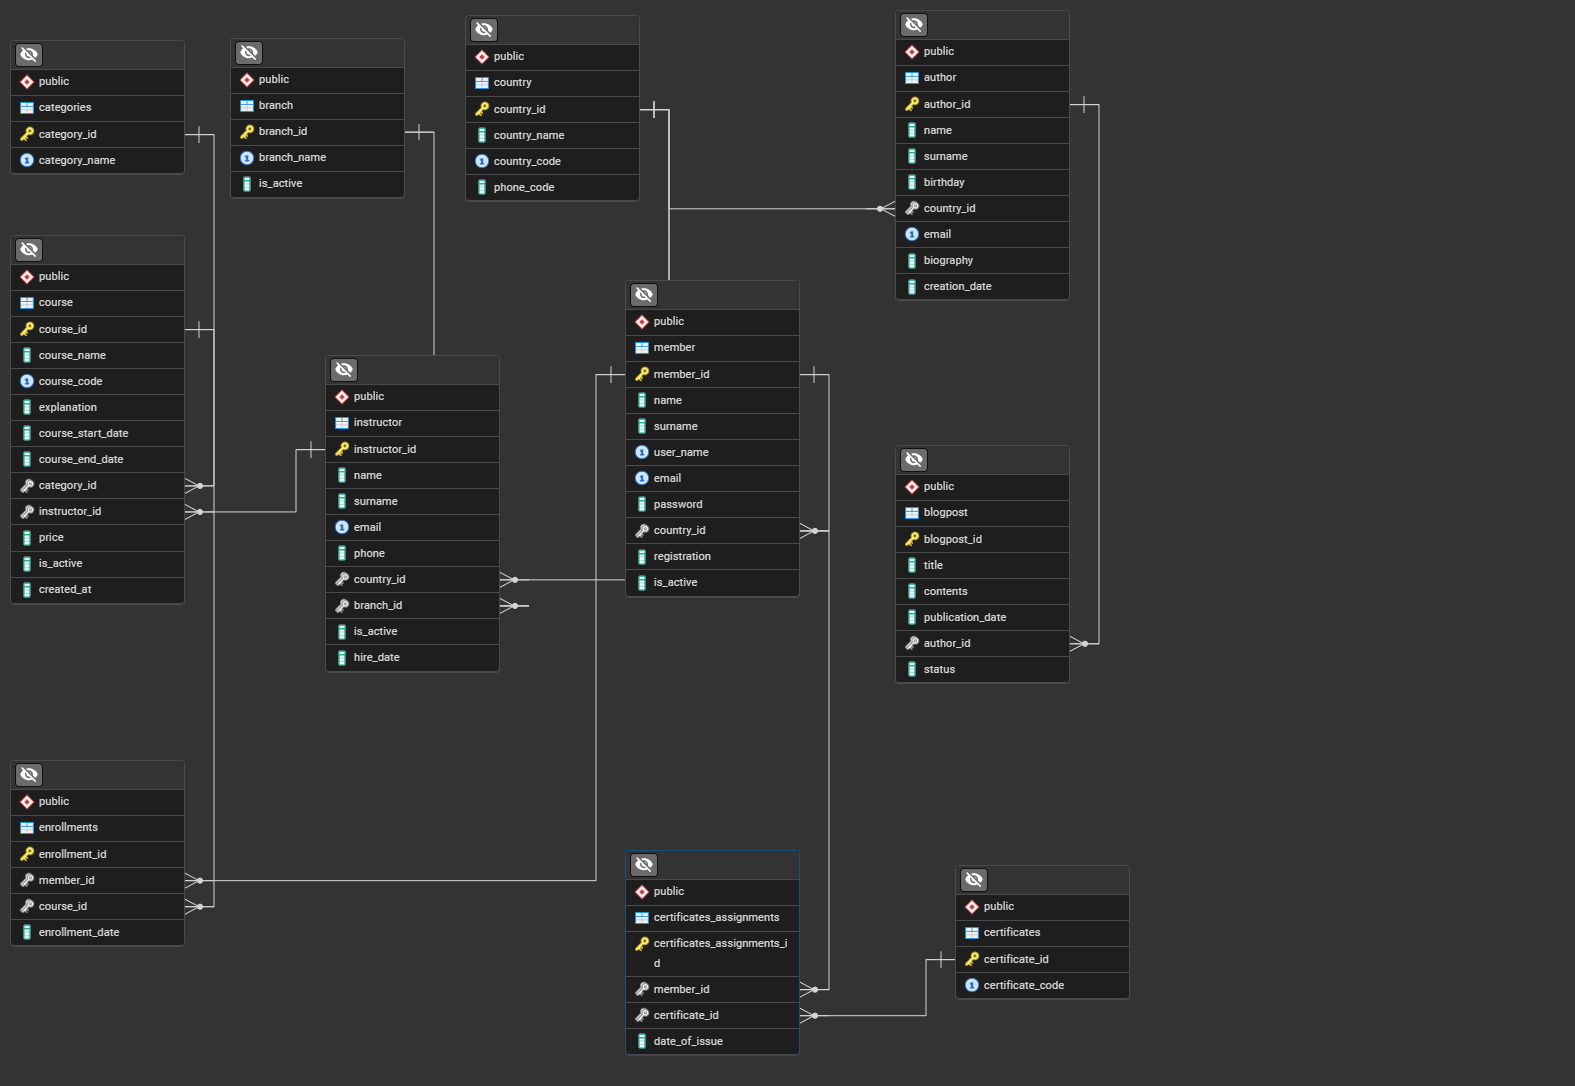 public
categories
category_id
category_name
public
branch
branch_id
branch_name
is_active
public
country
country_id
country_name
country_code
phone_code
public
author
author_id
name
surname
birthday
country_id
email
biography
creation_date
public
course
course_id
course_name
course_code
explanation
course_start_date
course_end_date
category_id
instructor_id
price
is_active
created_at
public
instructor
instructor_id
name
surname
email
phone
country_id
branch_id
is_active
hire_date
public
member
member_id
name
surname
user_name
email
password
country_id
registration
is_active
public
blogpost
blogpost_id
title
contents
publication_date
author_id
status
public
enrollments
enrollment_id
member_id
course_id
enrollment_date
public
certificates_assignments
certificates_assignments_i
d
member_id
certificate_id
date_of_issue
public
certificates
certificate_id
certificate_code